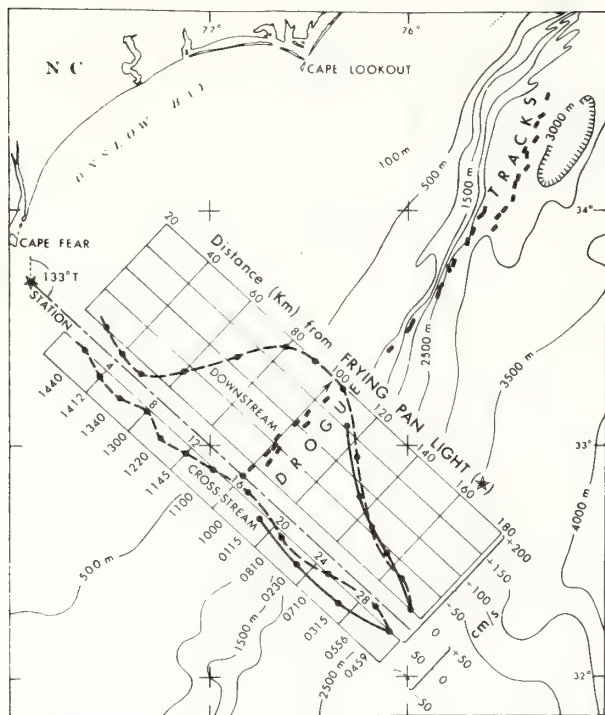 77°
76°
N C
CAPE LOOKOUT
ONSLOW BAY
100 m
500 m
1500 E
TRACKS
3000 m
34°
CAPE FEAR
133°T
STATION
Distance (Km) from FRYING PAN LIGHT (★)
20
40
60
80
100
120
140
160
180
2500 E
3500 m
DOWNSTREAM
DROGUE
33°
CROSS-STREAM
4
8
12
16
20
24
28
1440
1412
1340
1300
1220
1145
1100
1000
0115
0810
0230
0710
0315
0556
0459
+200
+150
+100
+50
0
cm/s
50
0
-50
+50
4000 E
500 m
1500 m
2500 m
32°